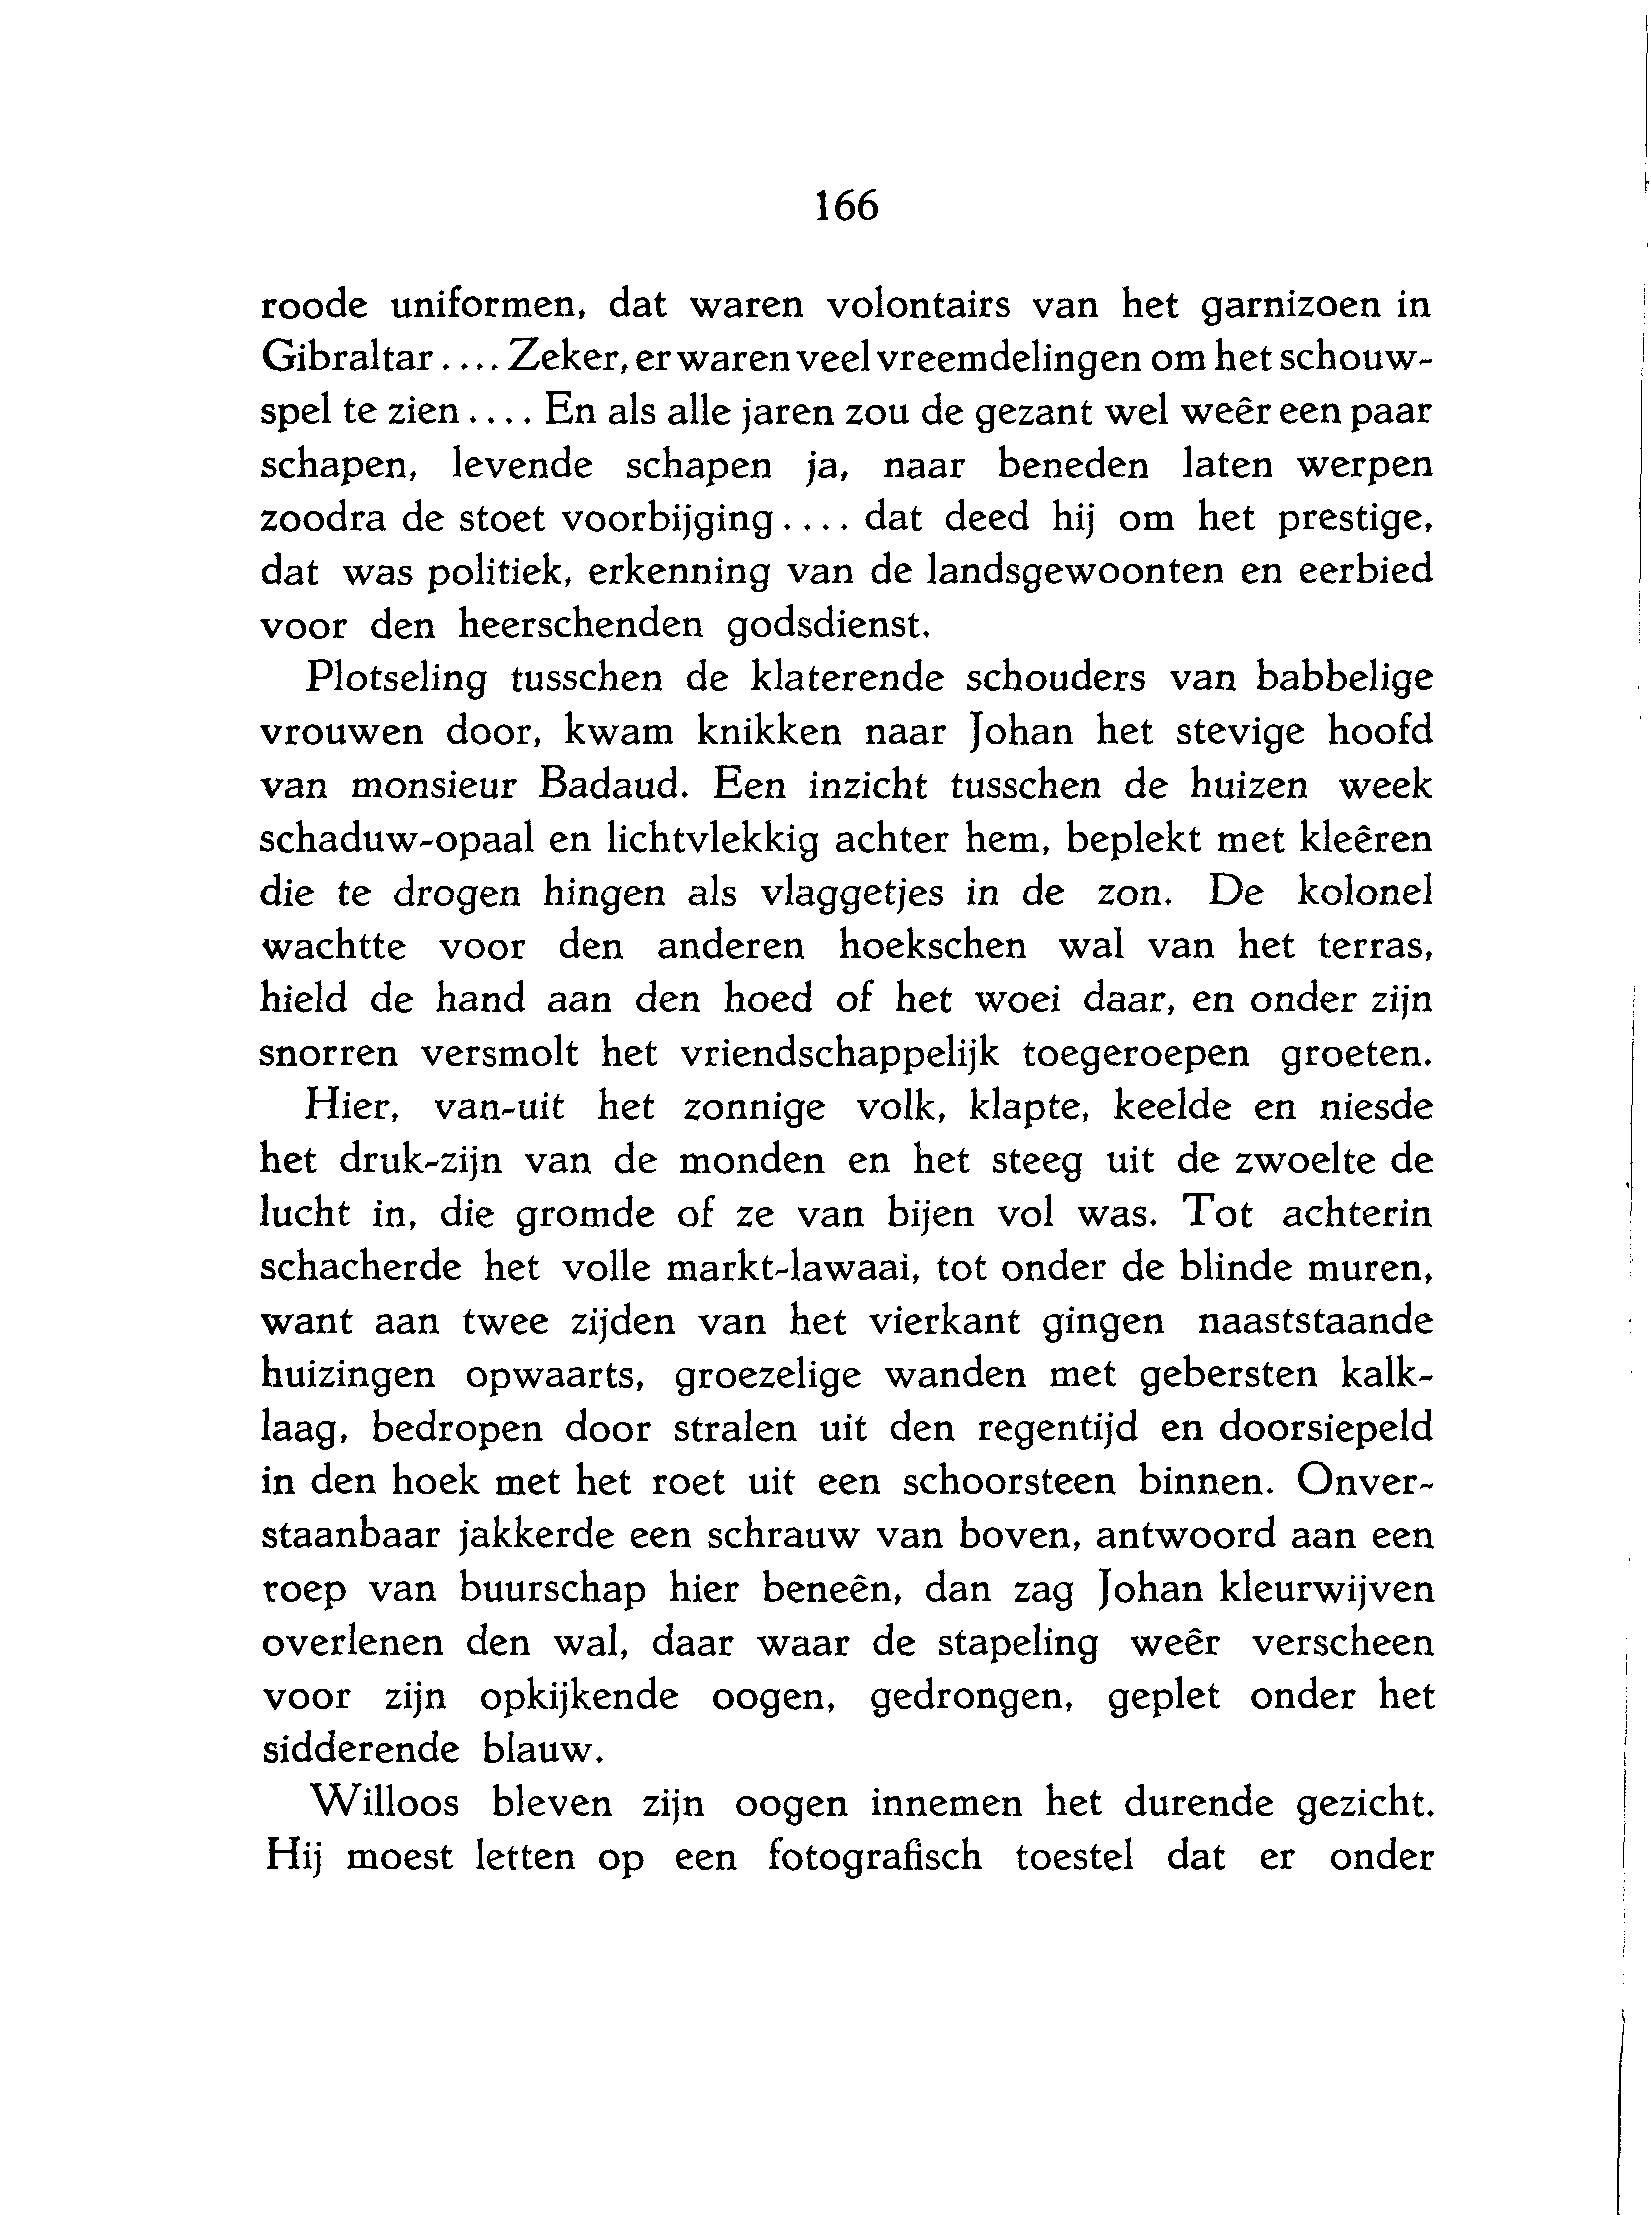 166
roode uniformen, dat waren volontairs van het garnizoen in
Gibraltar.... Zeker, er waren veel vreemdelingen om het schouw-
spel te zien.... En als alle jaren zou de gezant wel weêr een paar
schapen, levende schapen ja, naar beneden laten werpen
zoodra de stoet voorbijging.... dat deed hij om het prestige,
dat was politiek, erkenning van de landsgewoonten en eerbied
voor den heerschenden godsdienst.
Plotseling tusschen de klaterende schouders van babbelige
vrouwen door, kwam knikken naar Johan het stevige hoofd
van monsieur Badaud. Een inzicht tusschen de huizen week
schaduw-opaal en lichtvlekkig achter hem, beplekt met kleêren
die te drogen hingen als vlaggetjes in de zon. De kolonel
wachtte voor den anderen hoekschen wal van het terras,
hield de hand aan den hoed of het woei daar, en onder zijn
snorren versmolt het vriendschappelijk toegeroepen groeten.
Hier, van-uit het zonnige volk, klapte, keelde en niesde
het druk-zijn van de monden en het steeg uit de zwoelte de
lucht in, die gromde of ze van bijen vol was. Tot achterin
schacherde het volle markt-lawaai, tot onder de blinde muren,
want aan twee zijden van het vierkant gingen naaststaande
huizingen opwaarts, groezelige wanden met gebersten kalk-
laag, bedropen door stralen uit den regentijd en doorsiepeld
in den hoek met het roet uit een schoorsteen binnen. Onver-
staanbaar jakkerde een schrauw van boven, antwoord aan een
roep van buurschap hier beneên, dan zag Johan kleurwijven
overlenen den wal, daar waar de stapeling weêr verscheen
voor zijn opkijkende oogen, gedrongen, geplet onder het
sidderende blauw.
Willoos bleven zijn oogen innemen het durende gezicht.
Hij moest letten op een fotografisch toestel dat er onder